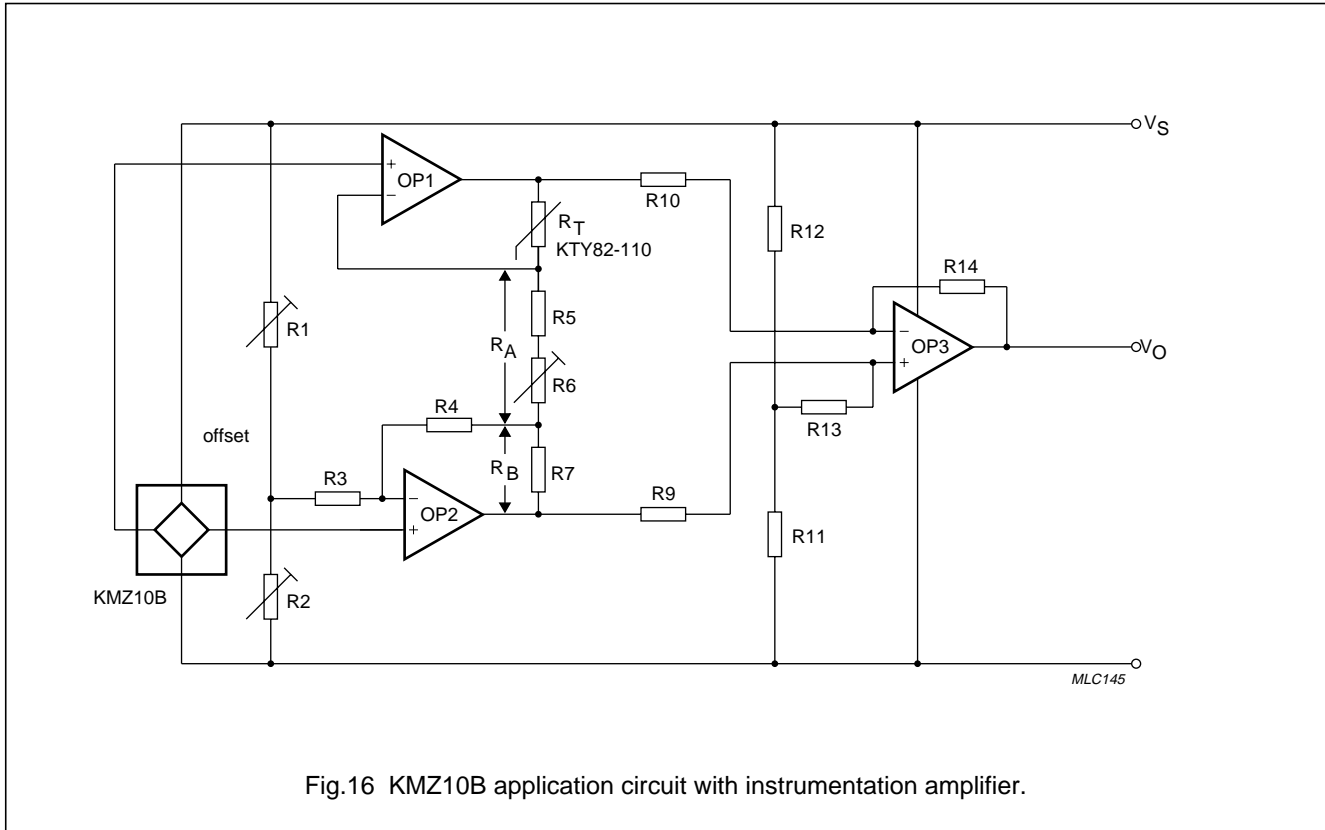 VS
+
OP1
−
R10
RT
KTY82-110
R12
R14
R5
R1
RA
−
OP3
VO
+
R6
R4
R13
offset
RB
R7
R3
−
R9
OP2
+
R11
KMZ10B
R2
MLC145
Fig.16 KMZ10B application circuit with instrumentation amplifier.